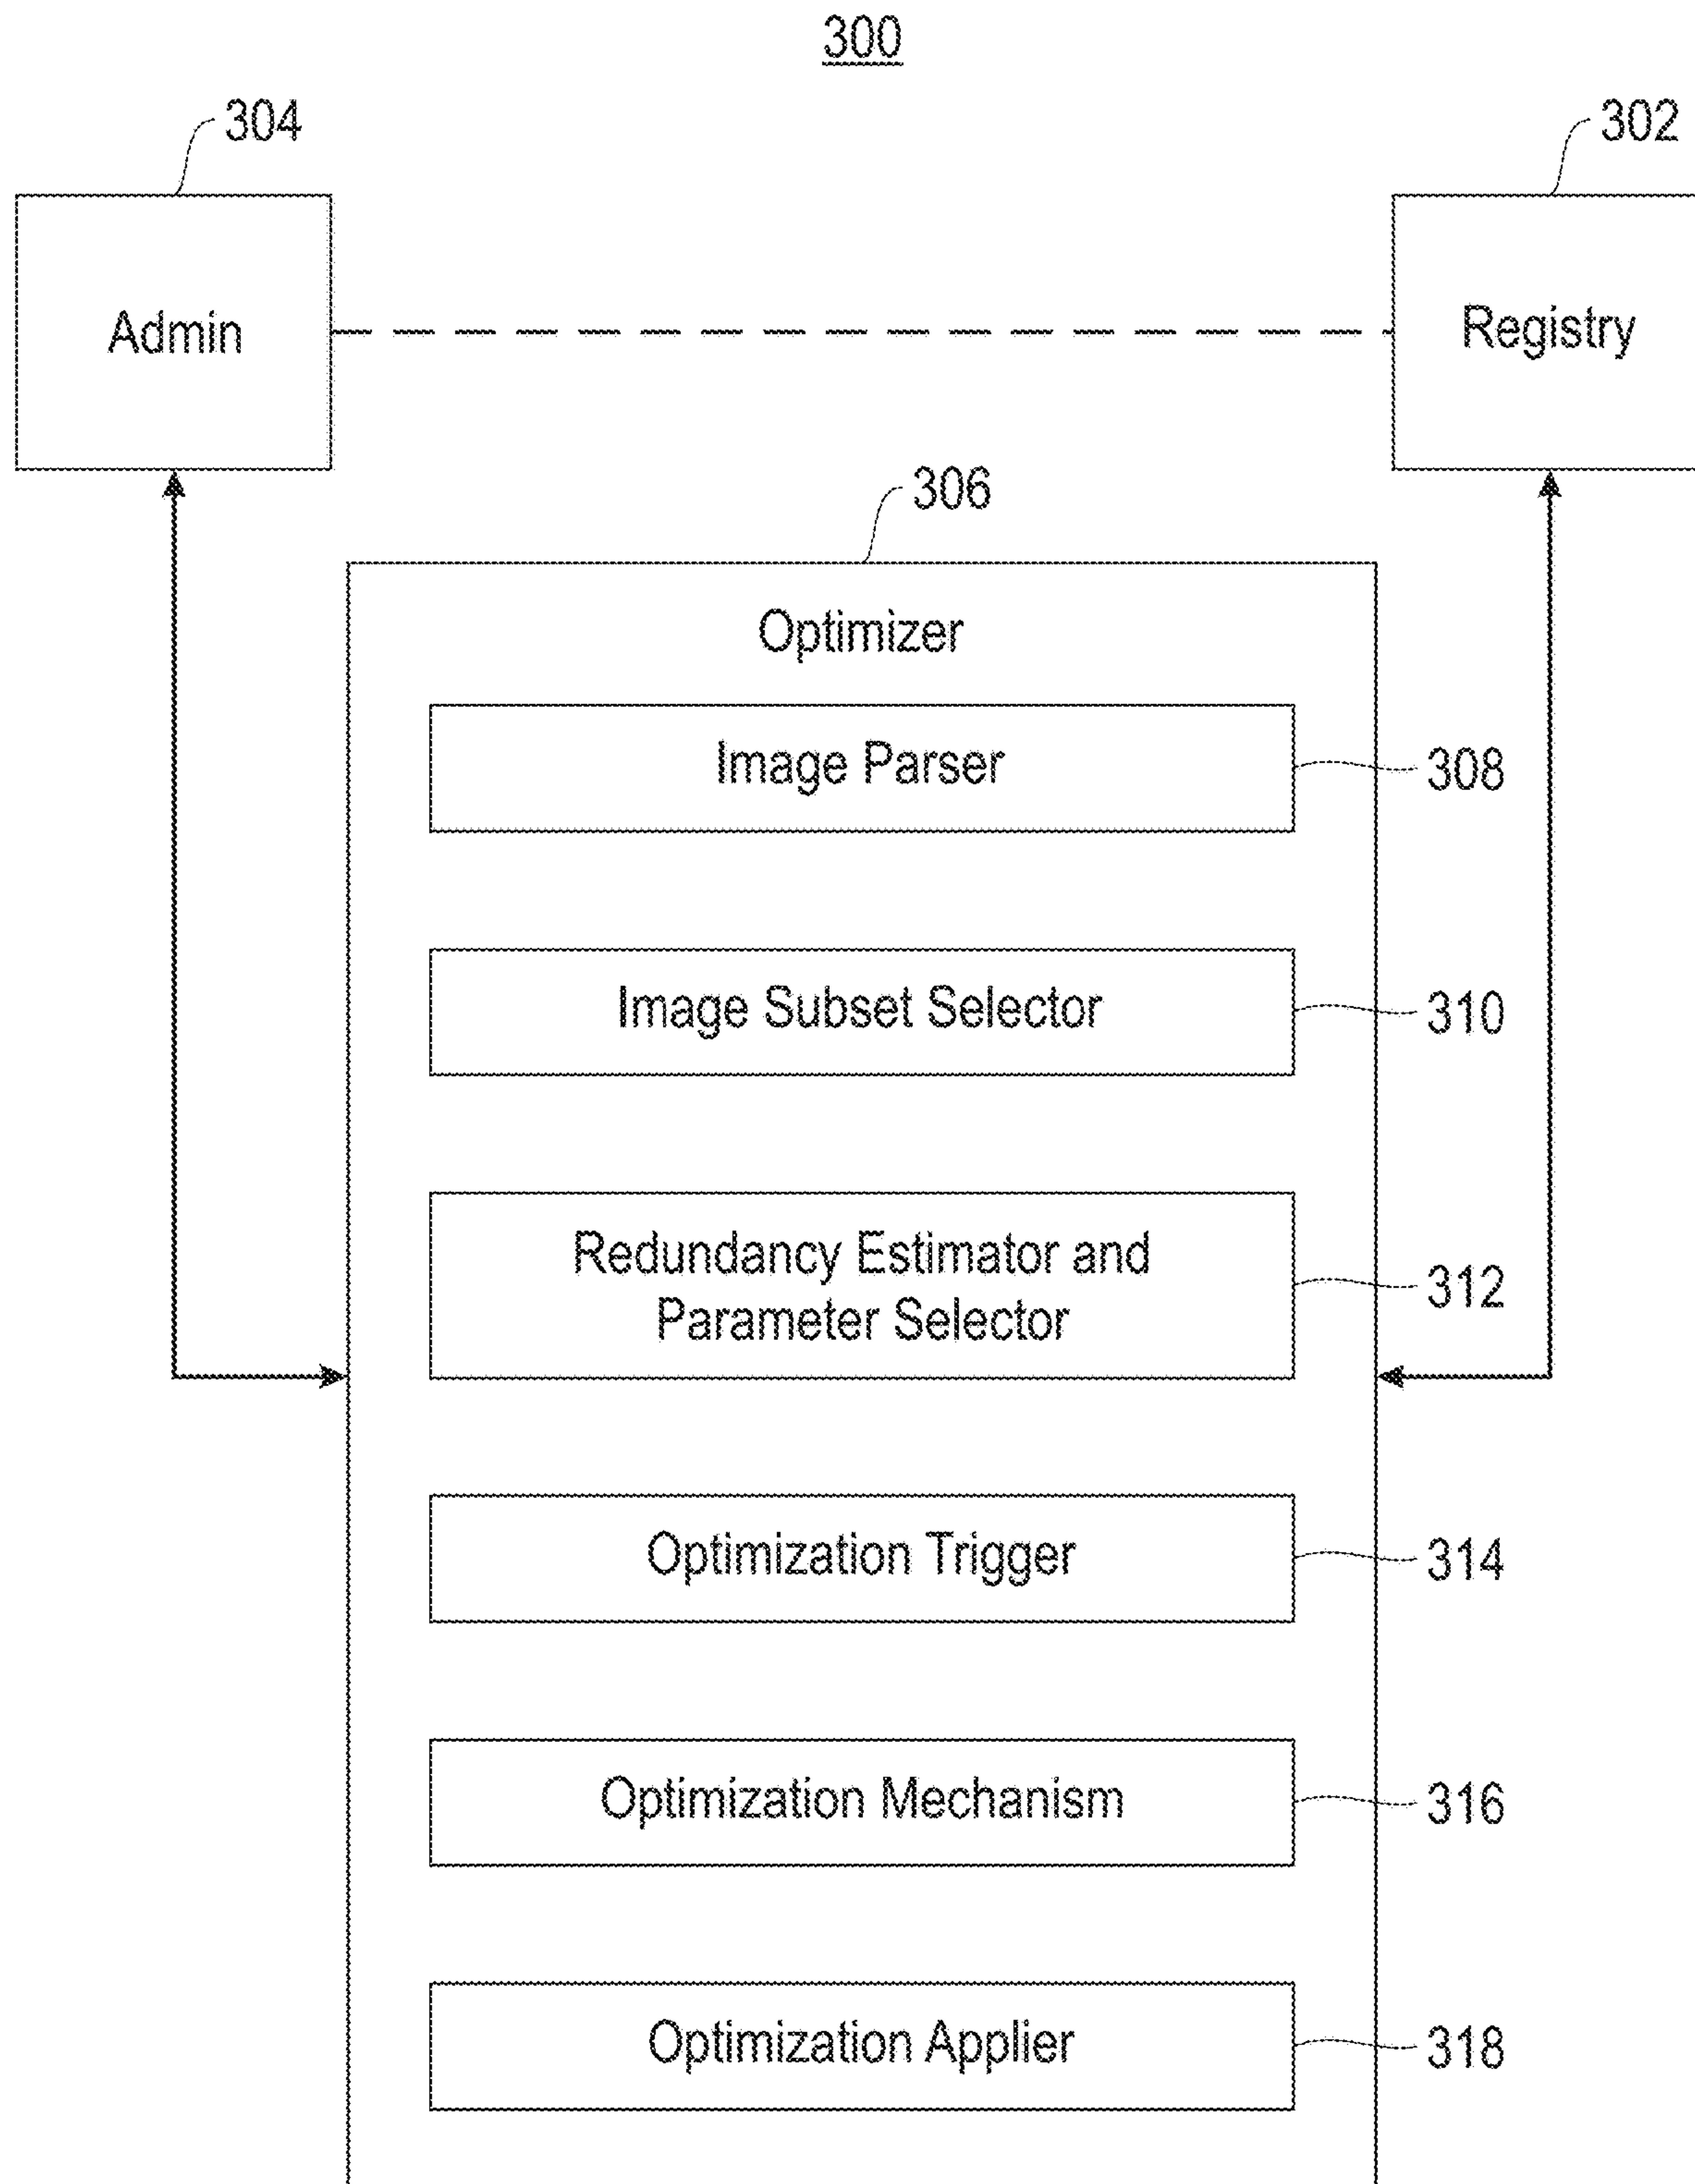 300
304
302
Admin
Registry
306
Optimizer
Image Parser
308
Image Subset Selector
310
Redundancy Estimator and
Parameter Selector
312
Optimization Trigger
314
Optimization Mechanism
316
Optimization Applier
318